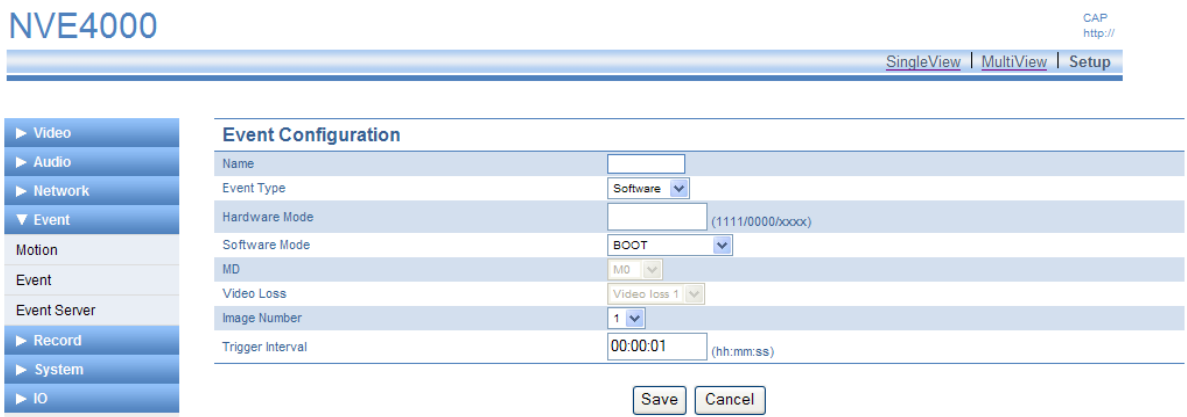 NVE4000
CAP
http://
SingleView | MultiView | Setup
► Video
► Audio
► Network
▼ Event
Motion
Event
Event Server
► Record
► System
► IO
Event Configuration
Name
Event Type Software
Hardware Mode (1111/0000/xxxx)
Software Mode BOOT
MD M0
Video Loss Video loss 1
Image Number 1
Trigger Interval 00:00:01 (hh:mm:ss)
Save Cancel